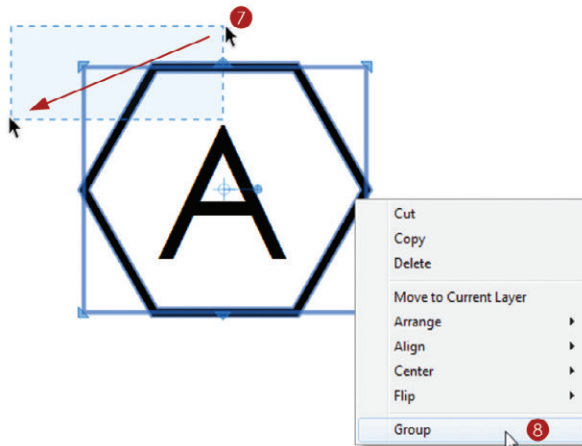 7
A
Cut
Copy
Delete
Move to Current Layer
Arrange
Align
Center
Flip
Group 8